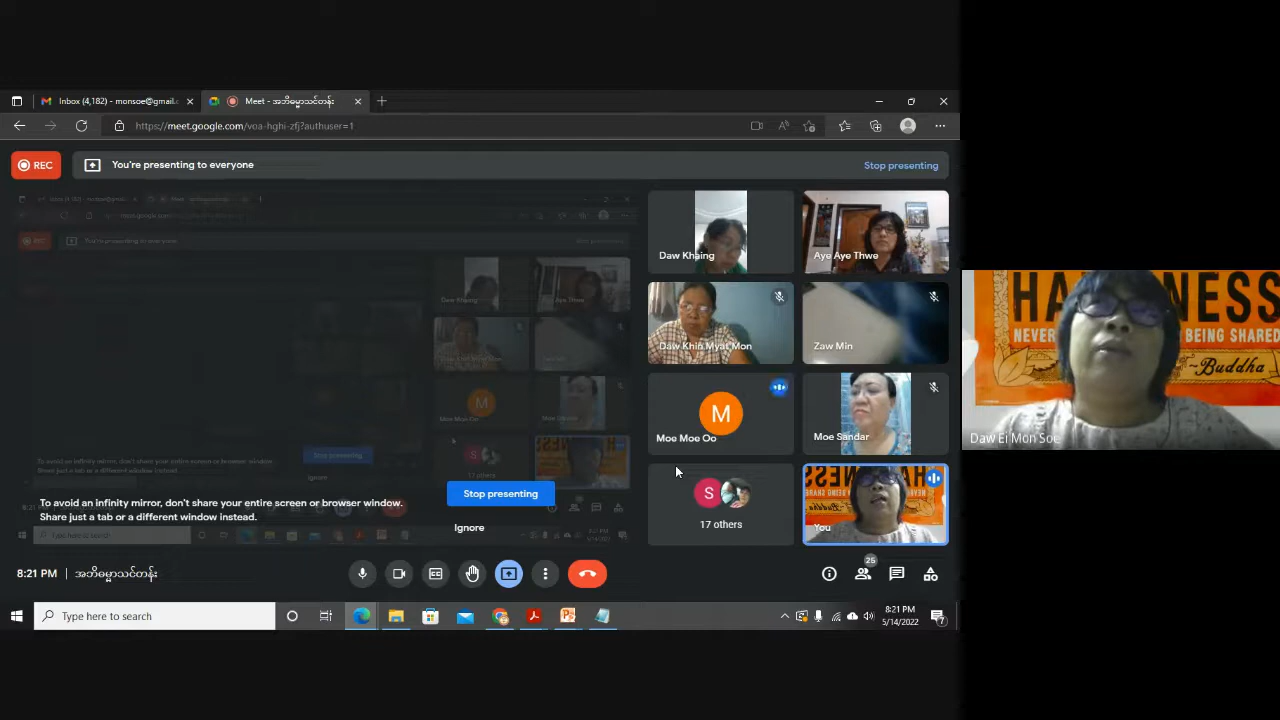 Inbox (4,182) - monsoe@gmail.c
Meet - အဘိဓမ္မာသင်တန်း
https://meet.google.com/voa-hghi-zfj?authuser=1
REC
You're presenting to everyone
Stop presenting
Daw Khaing
Aye Aye Thwe
Daw Khin Myat Mon
Zaw Min
M
Moe Moe Oo
Moe Sandar
S
17 others
You
To avoid an infinity mirror, don't share your entire screen or browser window.
Share just a tab or a different window instead.
Stop presenting
Ignore
8:21 PM | အဘိဓမ္မာသင်တန်း
25
Type here to search
8:21 PM
5/14/2022
7
HA NESS
NEVER BEING SHARED
~Buddha
Daw Ei Mon Soe